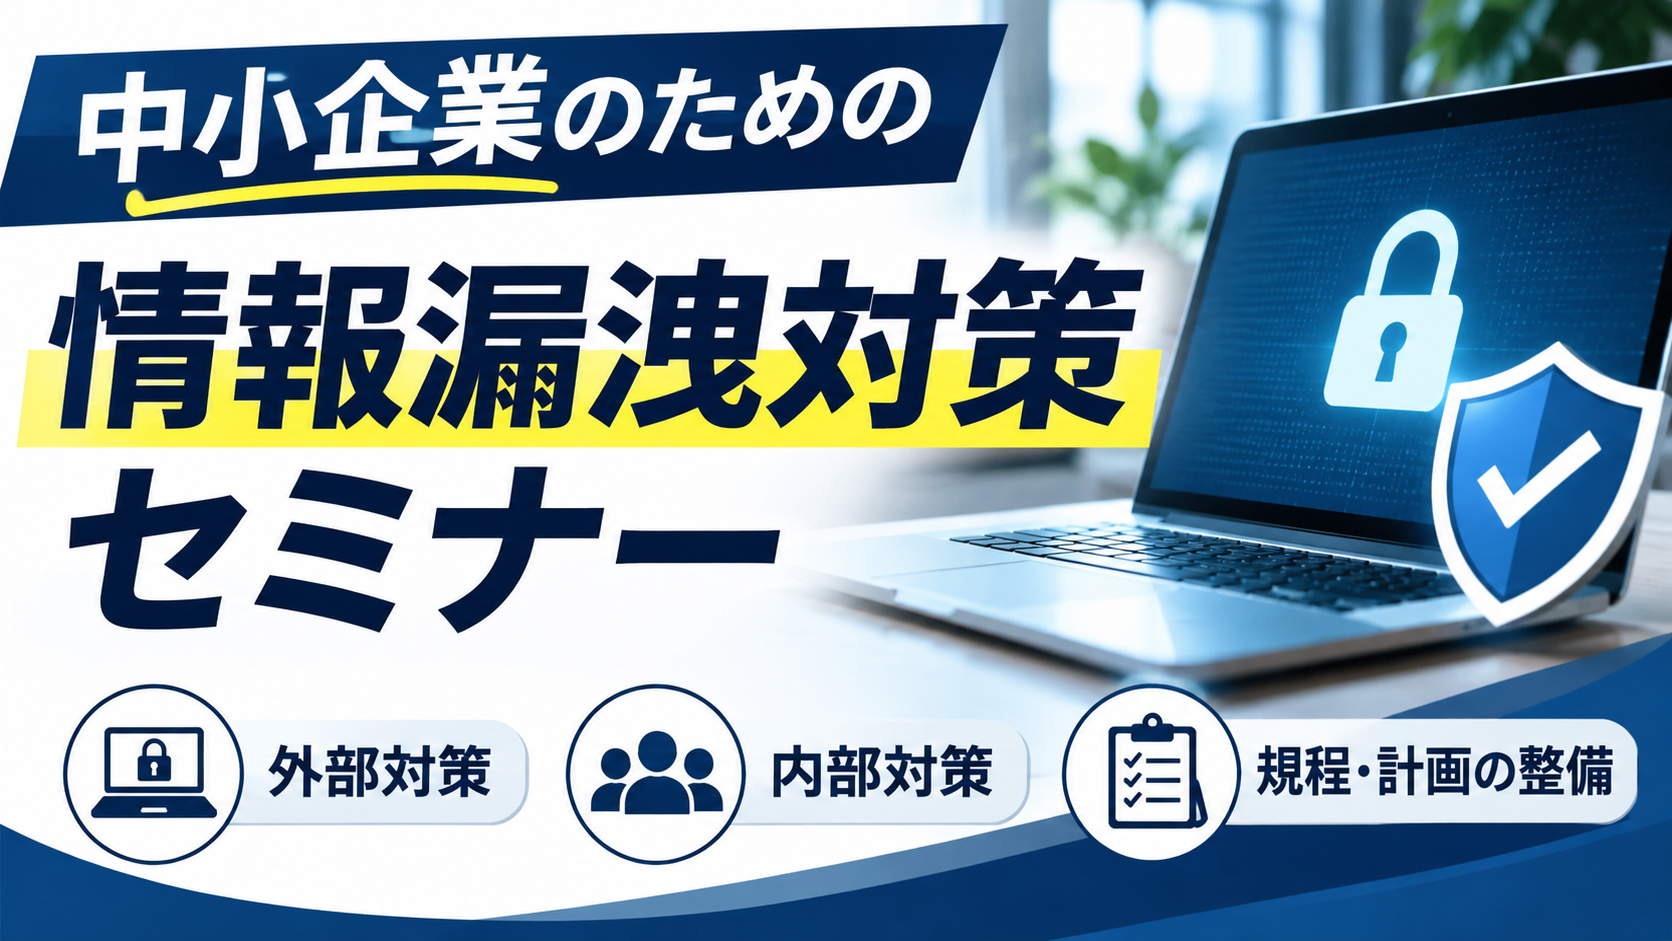 中小企業のための
情報漏洩対策
セミナー
外部対策
内部対策
規程・計画の整備